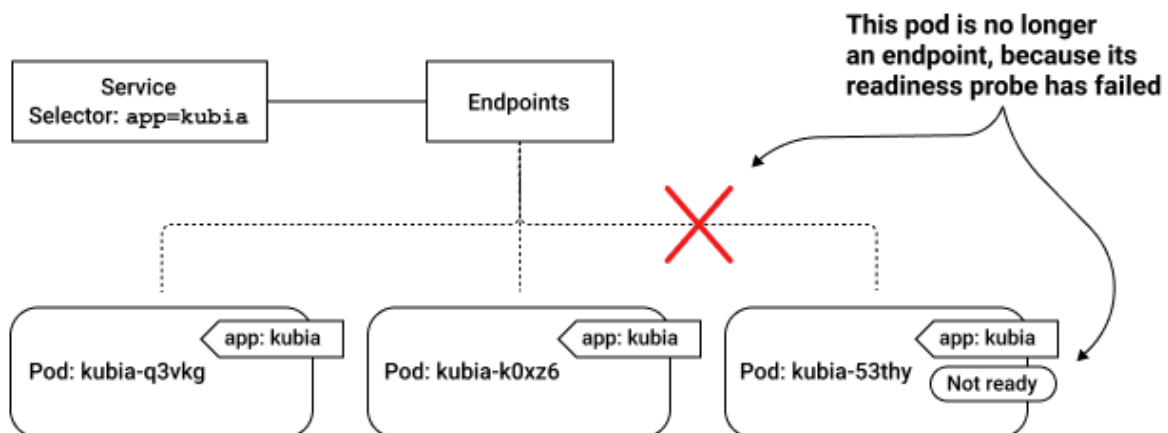 This pod is no longer
an endpoint, because its
readiness probe has failed
Service
Selector: app=kubia
Endpoints
app: kubia
Pod: kubia-q3vkg
app: kubia
Pod: kubia-k0xz6
app: kubia
Pod: kubia-53thy
Not ready